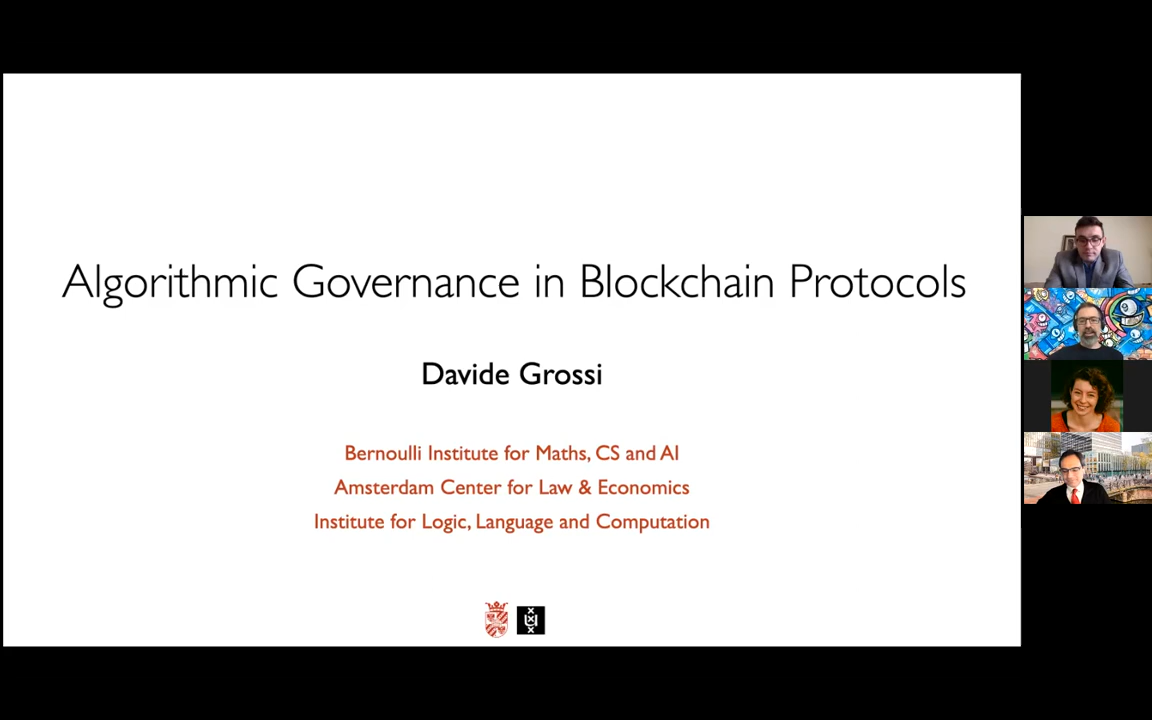 Algorithmic Governance in Blockchain Protocols
Davide Grossi
Bernoulli Institute for Maths, CS and AI
Amsterdam Center for Law & Economics
Institute for Logic, Language and Computation